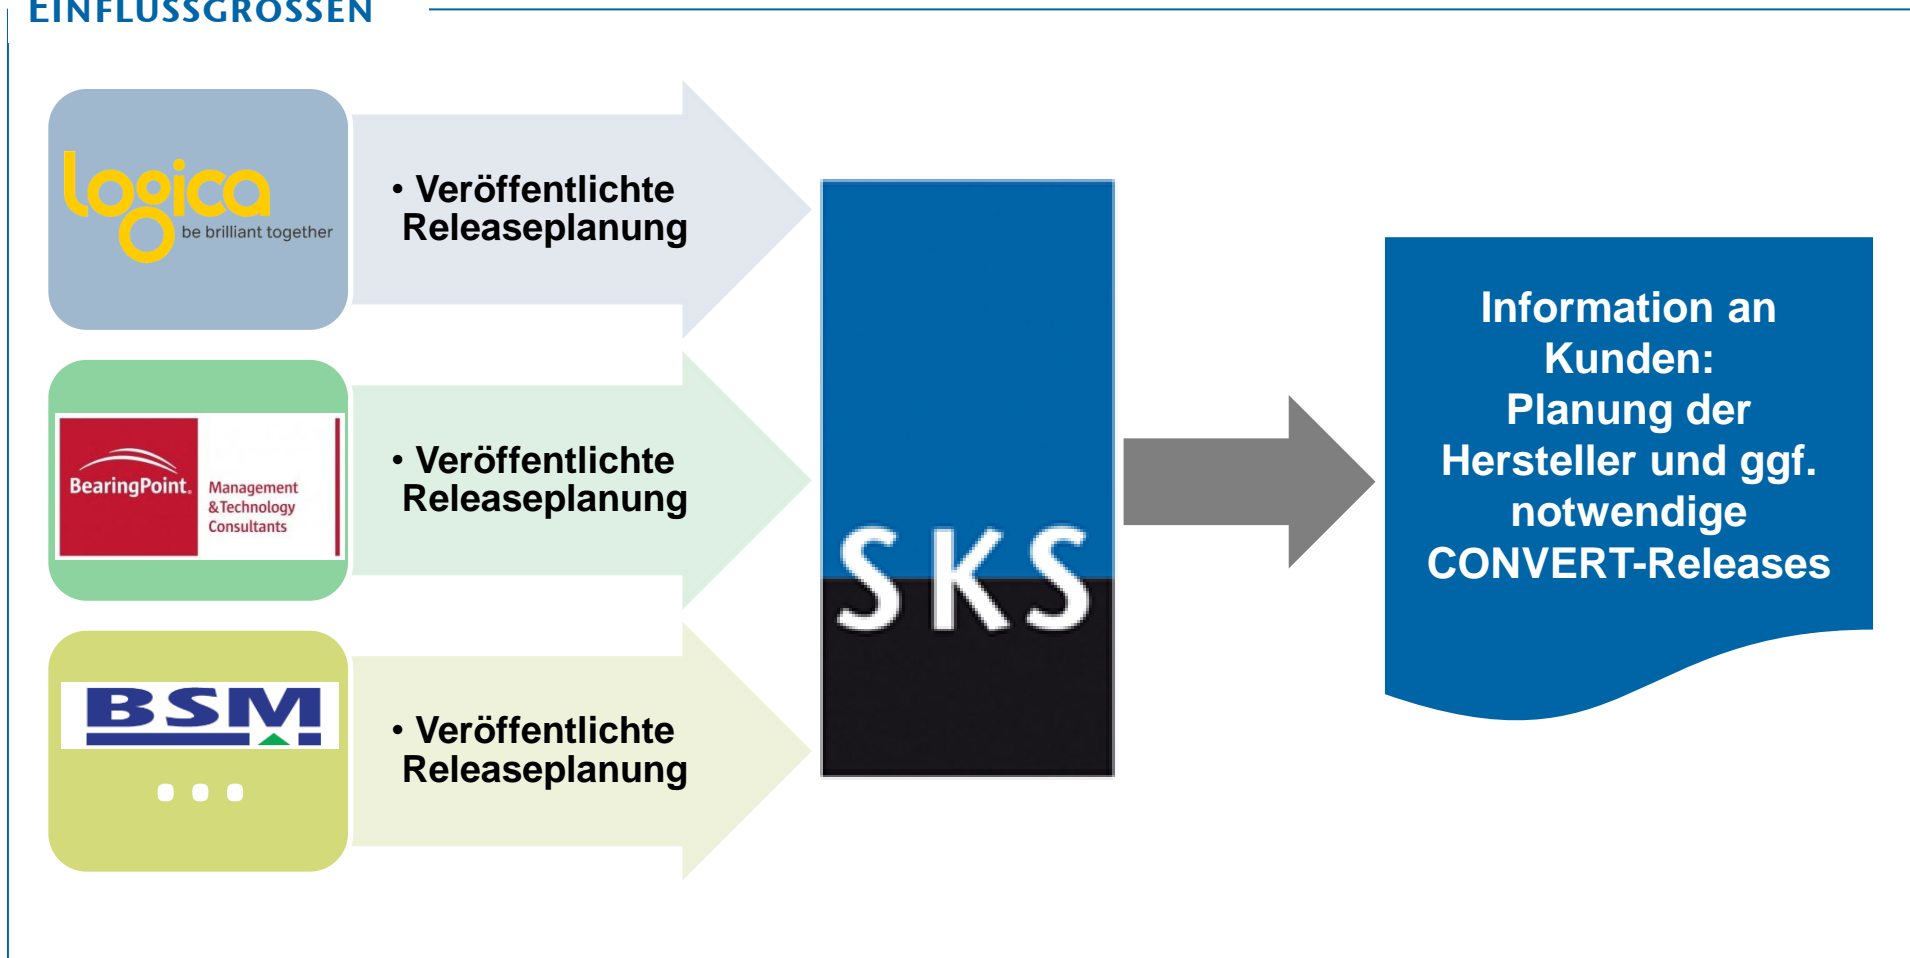 EINFLUSSGRÖSSEN
logica
be brilliant together
• Veröffentlichte
Releaseplanung
BearingPoint.
Management
&Technology
Consultants
• Veröffentlichte
Releaseplanung
BSM
...
• Veröffentlichte
Releaseplanung
SKS
Information an
Kunden:
Planung der
Hersteller und ggf.
notwendige
CONVERT-Releases